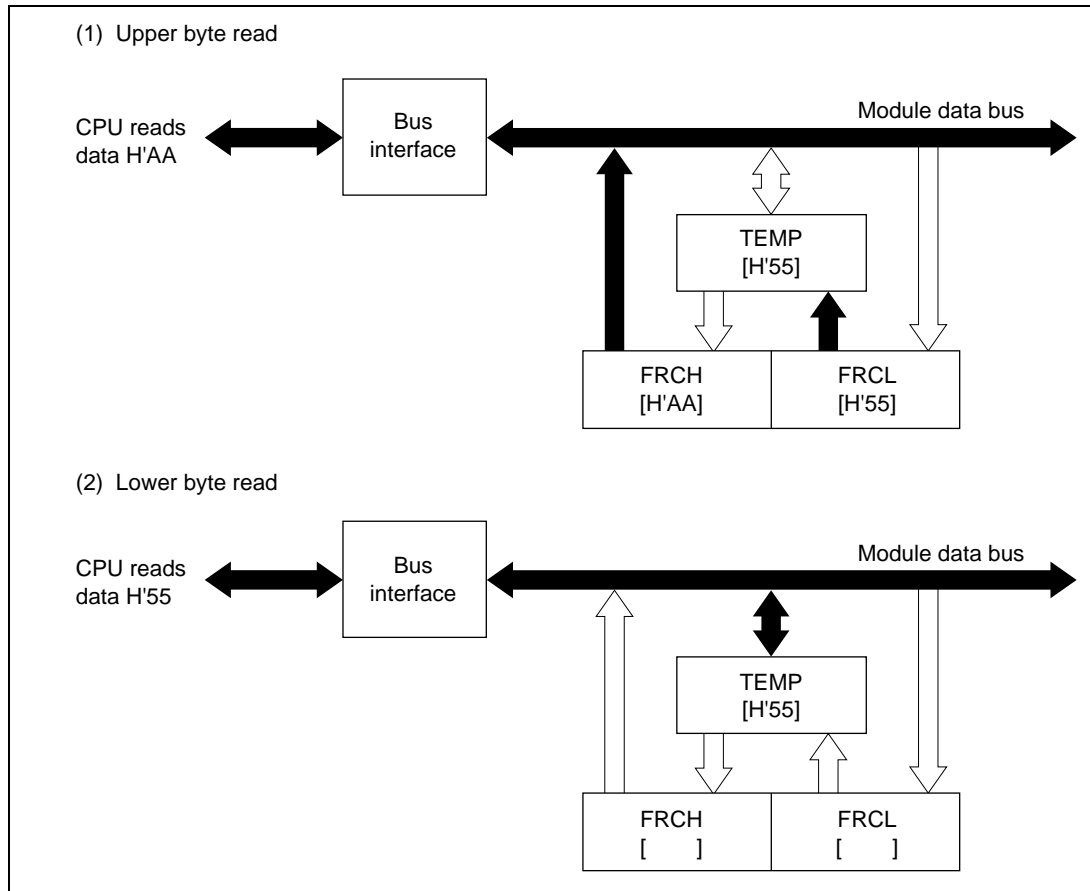 (1) Upper byte read
CPU reads
data H'AA
Bus
interface
Module data bus
TEMP
[H'55]
FRCH
[H'AA]
FRCL
[H'55]
(2) Lower byte read
CPU reads
data H'55
Bus
interface
Module data bus
TEMP
[H'55]
FRCH
[ ]
FRCL
[ ]